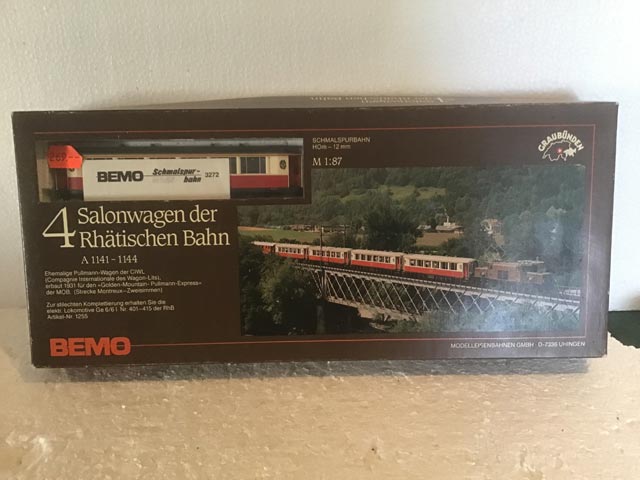 SCHMALSPURBAHN
HOm – 12 mm
M 1:87
GRAUBÜNDEN
BEMO Schmalspur-
bahn 3272
4 Salonwagen der
Rhätischen Bahn
A 1141 – 1144
Ehemalige Pullmann-Wagen der CIWL
(Compagnie Internationale des Wagon-Lits),
erbaut 1931 für den «Golden-Mountain-Pullmann-Express»
der MOB. (Strecke Montreux–Zweisimmen)
Zur stilechten Komplettierung erhalten Sie die
elektr. Lokomotive Ge 6/6 I Nr. 401–415 der RhB
Artikel-Nr. 1255
BEMO
MODELLEISENBAHNEN GMBH D-7336 UHINGEN